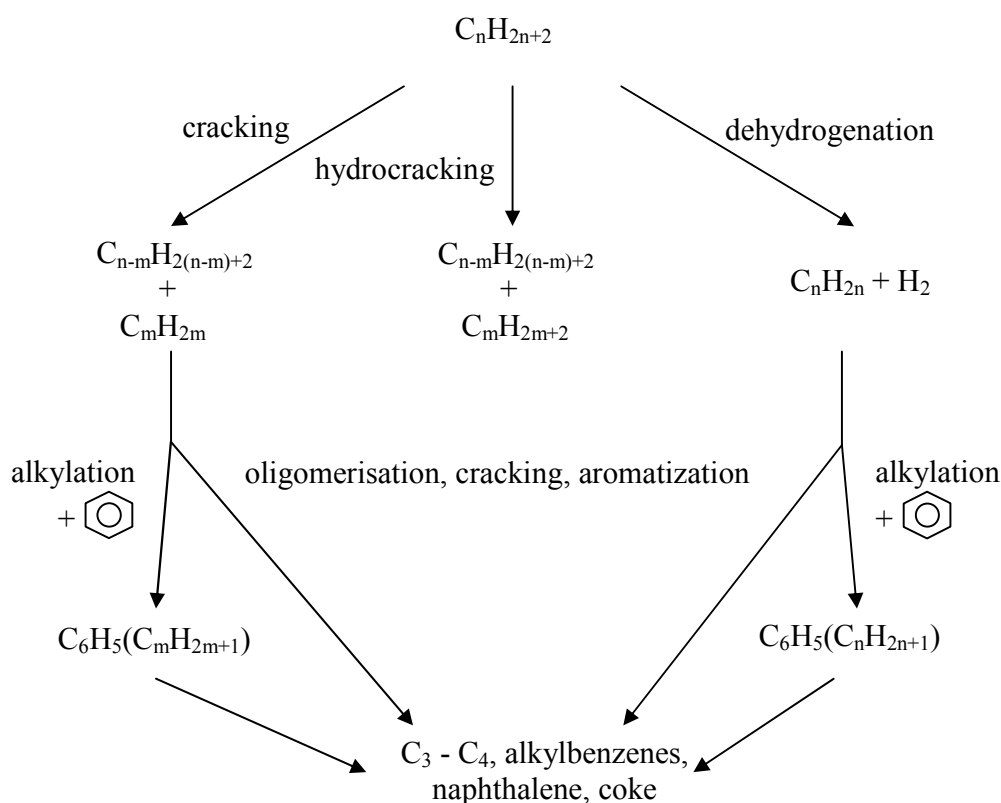 CₙH₂ₙ₊₂
cracking
dehydrogenation
hydrocracking
Cₙ₋ₘH₂₍ₙ₋ₘ₎₊₂
+
CₘH₂ₘ
Cₙ₋ₘH₂₍ₙ₋ₘ₎₊₂
+
CₘH₂ₘ₊₂
CₙH₂ₙ + H₂
alkylation
+
oligomerisation, cracking, aromatization
alkylation
+
C₆H₅(CₘH₂ₘ₊₁)
C₆H₅(CₙH₂ₙ₊₁)
C₃ - C₄, alkylbenzenes,
naphthalene, coke